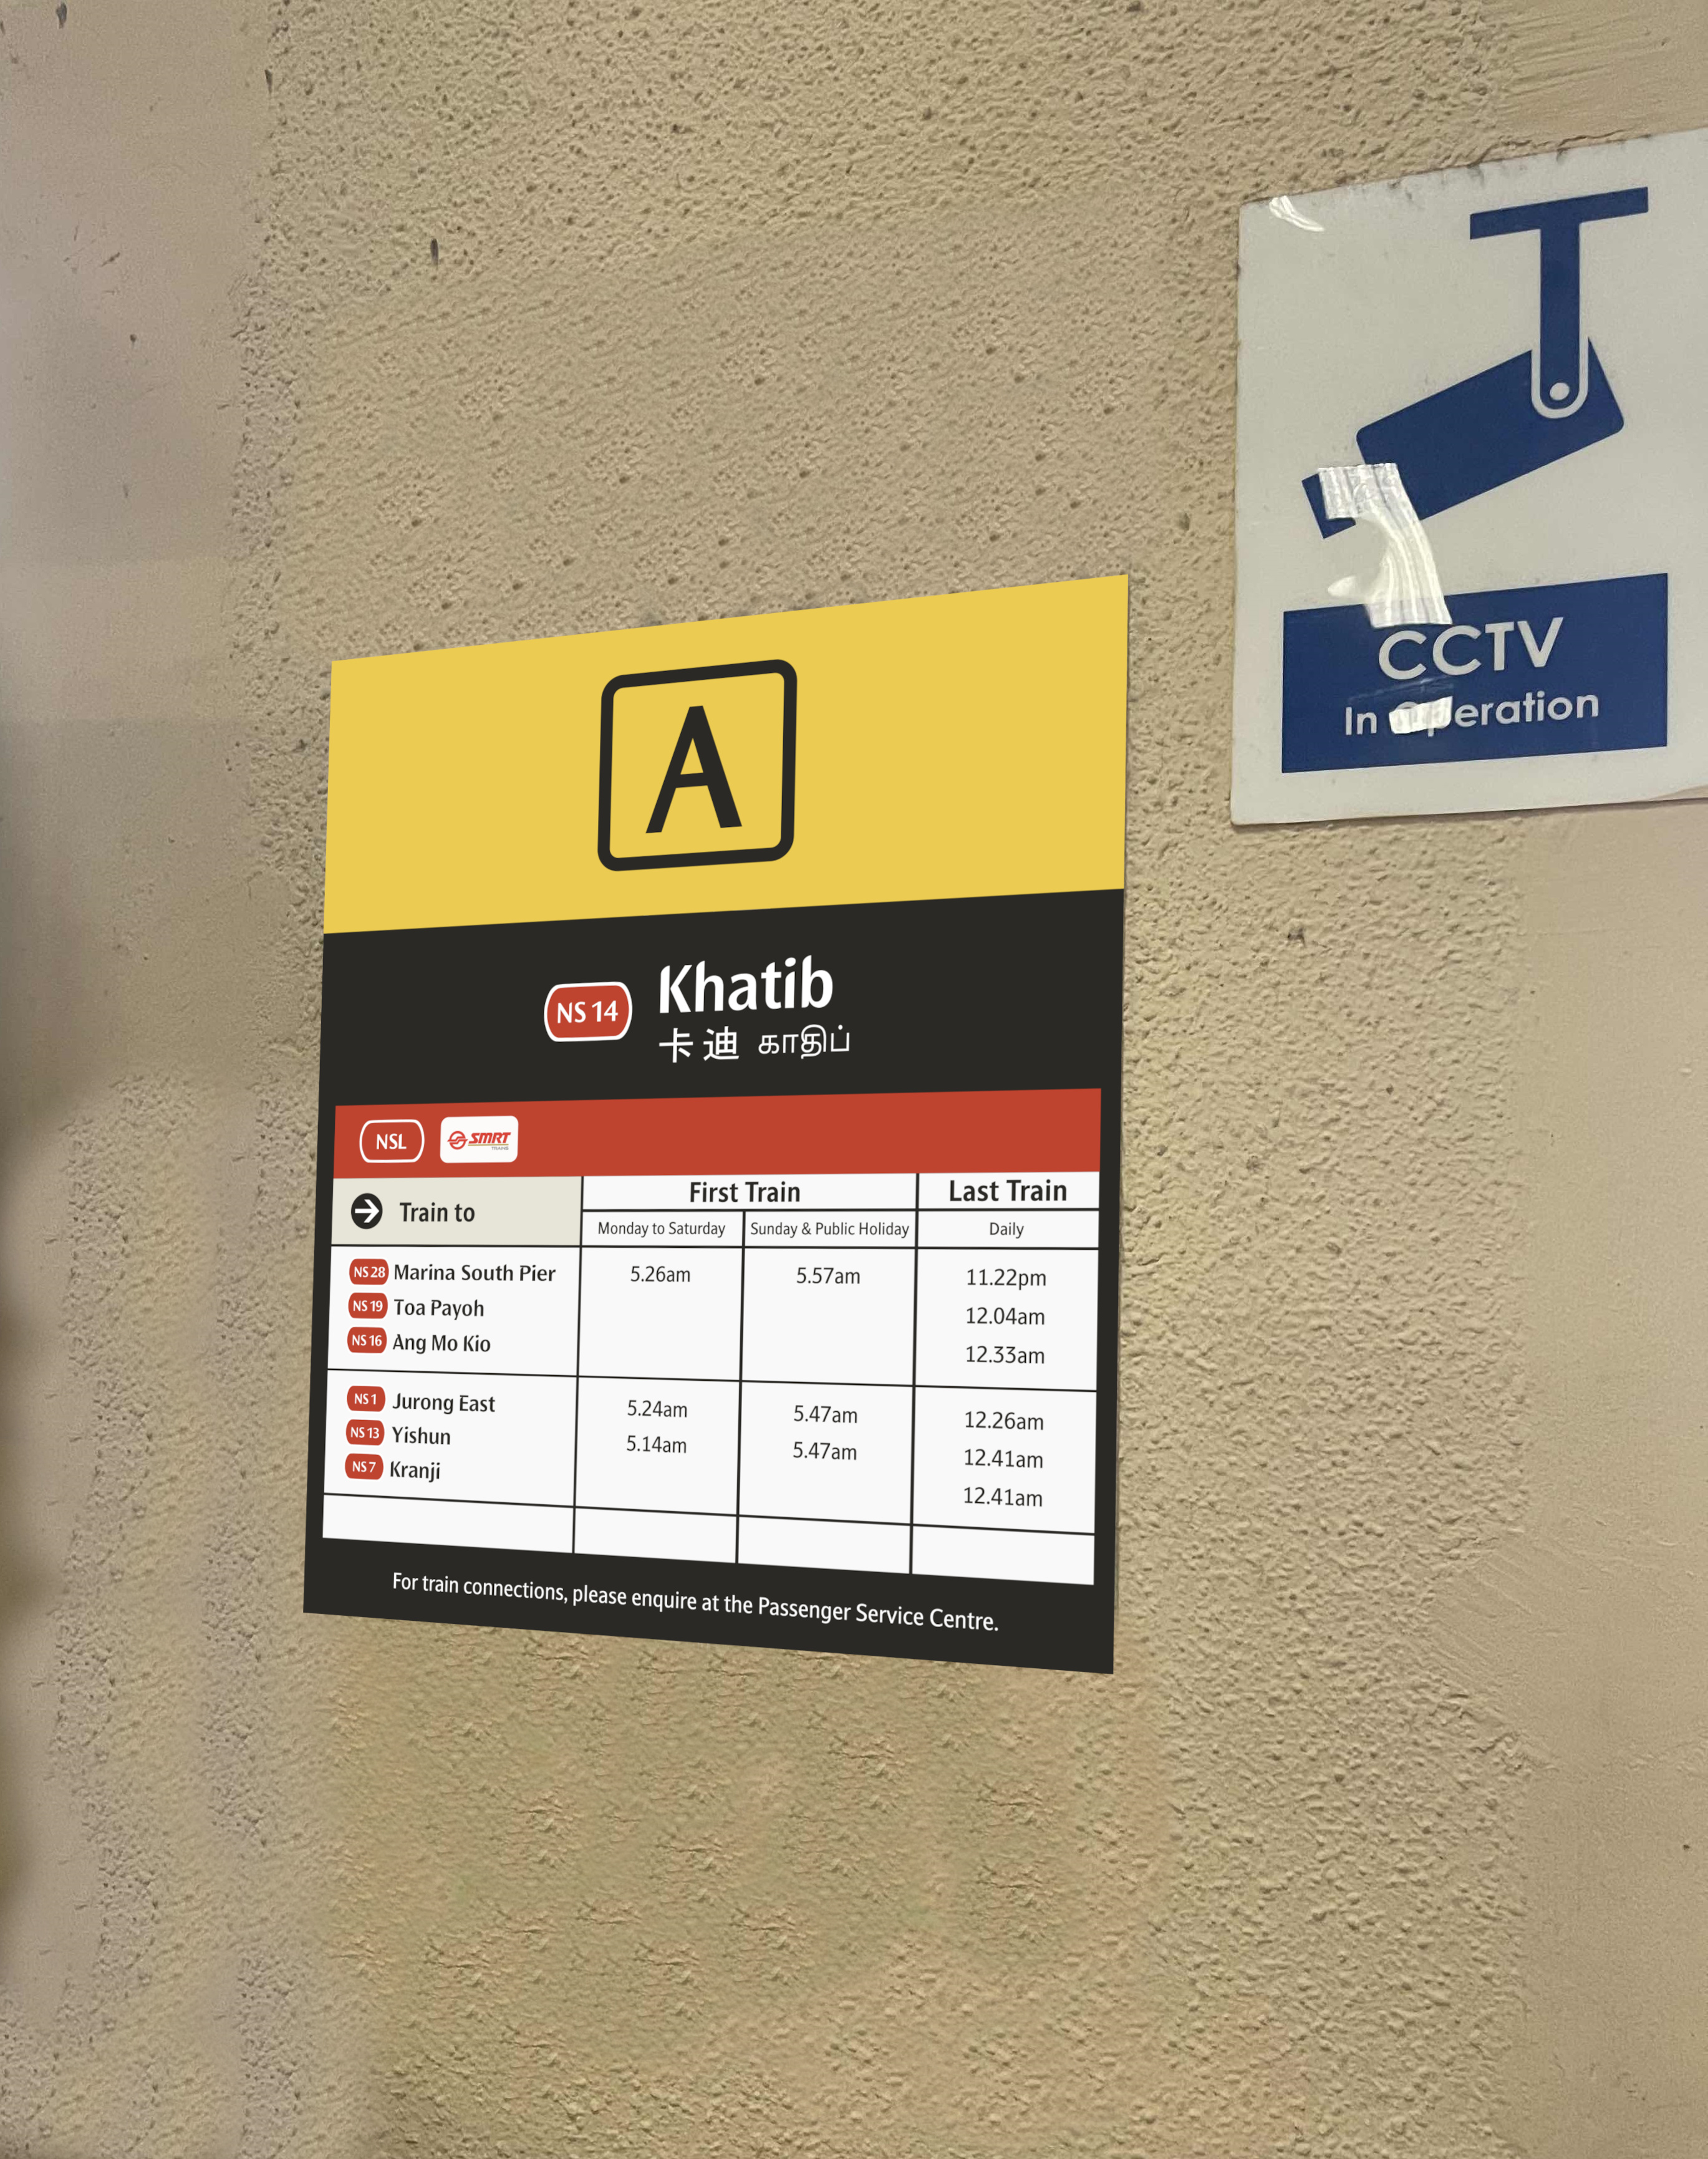 A
NS 14 Khatib
卡迪 காதிப்
NSL SMRT
TRAINS
Train to
First Train
Last Train
Monday to Saturday
Sunday & Public Holiday
Daily
NS 28 Marina South Pier 5.26am 5.57am 11.22pm
NS 19 Toa Payoh 12.04am
NS 16 Ang Mo Kio 12.33am
NS 1 Jurong East 5.24am 5.47am 12.26am
NS 13 Yishun 5.14am 5.47am 12.41am
NS 7 Kranji 12.41am
For train connections, please enquire at the Passenger Service Centre.
CCTV
In Operation